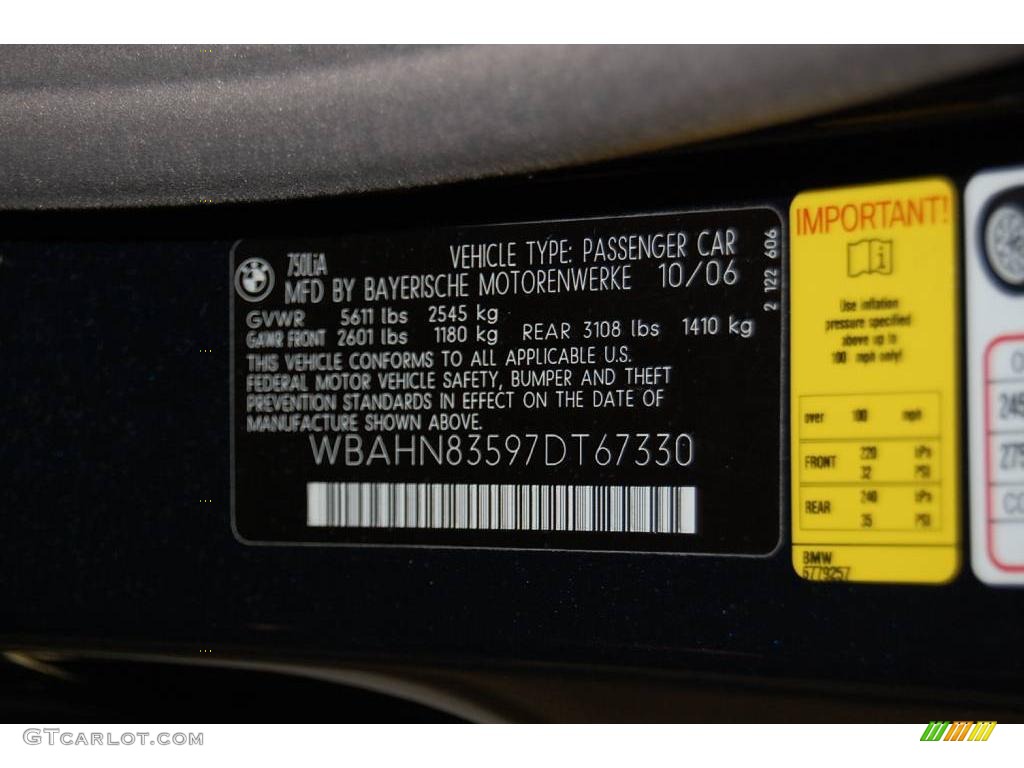 BMW
750LiA
VEHICLE TYPE: PASSENGER CAR
MFD BY BAYERISCHE MOTORENWERKE 10/06
2 122 606
GVWR 5611 lbs 2545 kg
GAWR FRONT 2601 lbs 1180 kg REAR 3108 lbs 1410 kg
THIS VEHICLE CONFORMS TO ALL APPLICABLE U.S.
FEDERAL MOTOR VEHICLE SAFETY, BUMPER AND THEFT
PREVENTION STANDARDS IN EFFECT ON THE DATE OF
MANUFACTURE SHOWN ABOVE.
WBAHN83597DT67330
IMPORTANT!
i
Use inflation
pressure specified
above up to
100 mph only!
over 100 mph
FRONT 220 kPa
32 PSI
REAR 240 kPa
35 PSI
BMW
6779257
245
275
GTCARLOT.COM